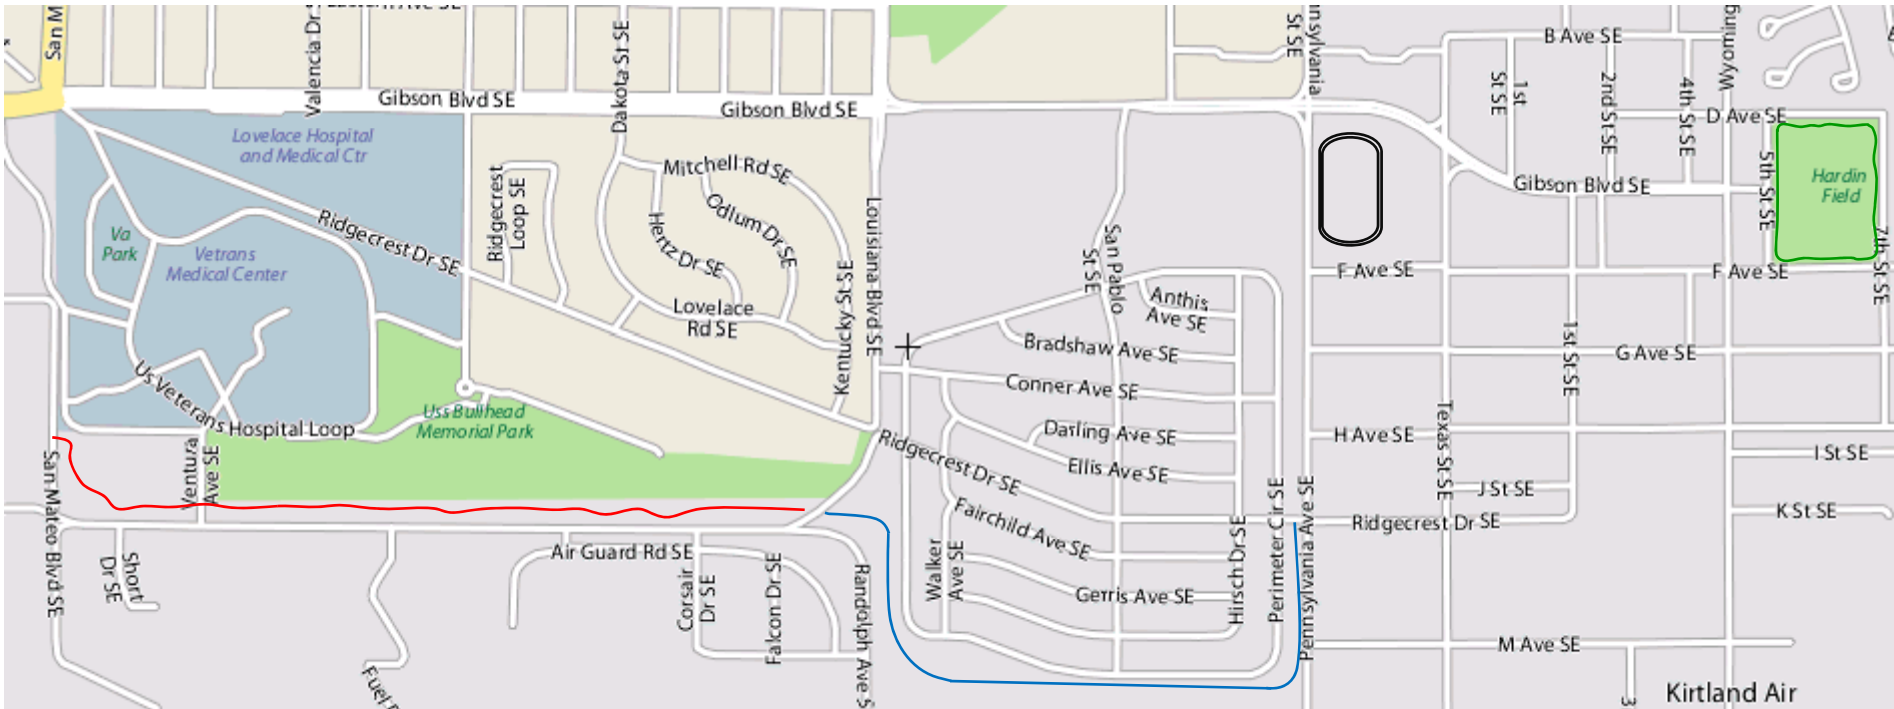 San M
Valencia Dr
Dakota St SE
St SE
nsylvania
B Ave SE
Wyoming
Gibson Blvd SE
Gibson Blvd SE
1st
St SE
2nd St SE
4th St SE
D Ave SE
Lovelace Hospital
and Medical Ctr
Mitchell Rd SE
Ridgecrest
Loop SE
Odlum Dr SE
Hertz Dr SE
Louisiana Blvd SE
Gibson Blvd SE
5th St SE
Hardin
Field
7th St SE
Va
Park
Vetrans
Medical Center
Ridgecrest Dr SE
San Pablo
St SE
F Ave SE
F Ave SE
Lovelace
Rd SE
Kentucky St SE
Anthis
Ave SE
Bradshaw Ave SE
G Ave SE
1st St SE
Conner Ave SE
Us Veterans Hospital Loop
Uss Bullhead
Memorial Park
Darling Ave SE
H Ave SE
Texas St SE
I St SE
Ridgecrest Dr SE
Ellis Ave SE
San Mateo Blvd SE
Ventura
Ave SE
J St SE
K St SE
Fairchild Ave SE
Ridgecrest Dr SE
Pennsylvania Ave SE
Perimeter Cir SE
Hirsch Dr SE
Short
Dr SE
Air Guard Rd SE
Corsair
Dr SE
Falcon Dr SE
Randolph Ave S
Walker
Ave SE
Gerris Ave SE
M Ave SE
Kirtland Air
3